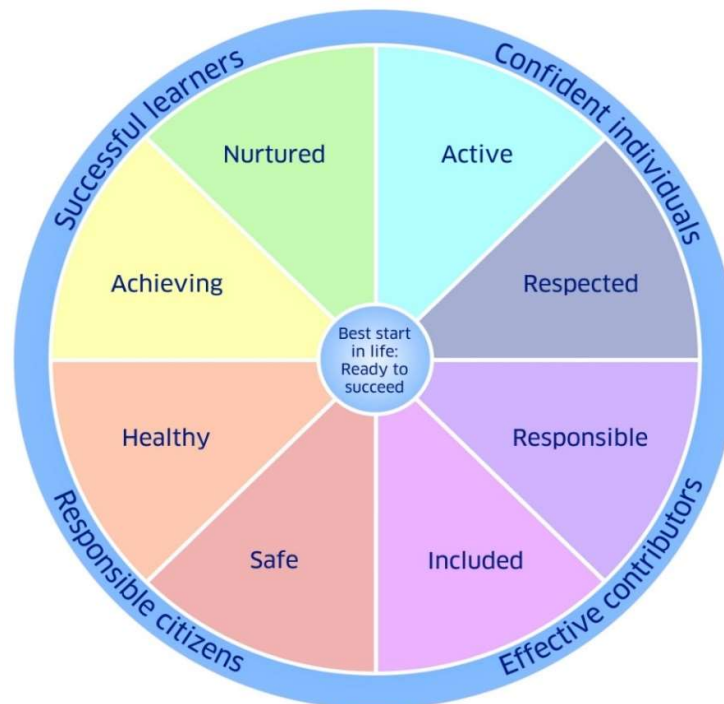 Successful learners
Confident individuals
Nurtured
Active
Achieving
Respected
Best start
in life:
Ready to
succeed
Healthy
Responsible
Safe
Included
Responsible citizens
Effective contributors